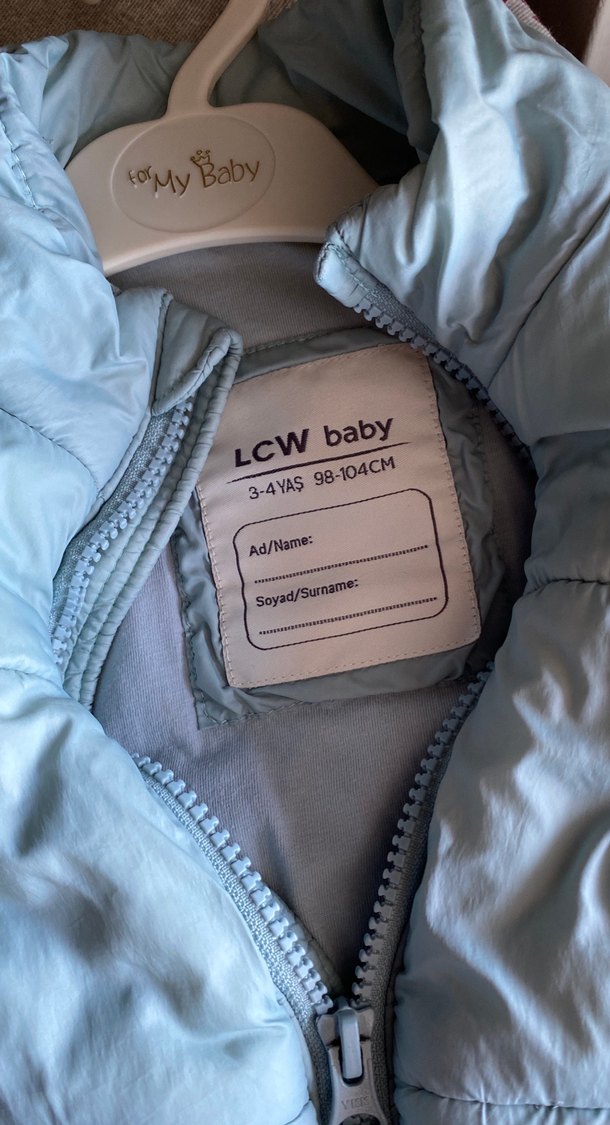 For My Baby
LCW baby
3-4 YAŞ 98-104CM
Ad/Name:
Soyad/Surname: